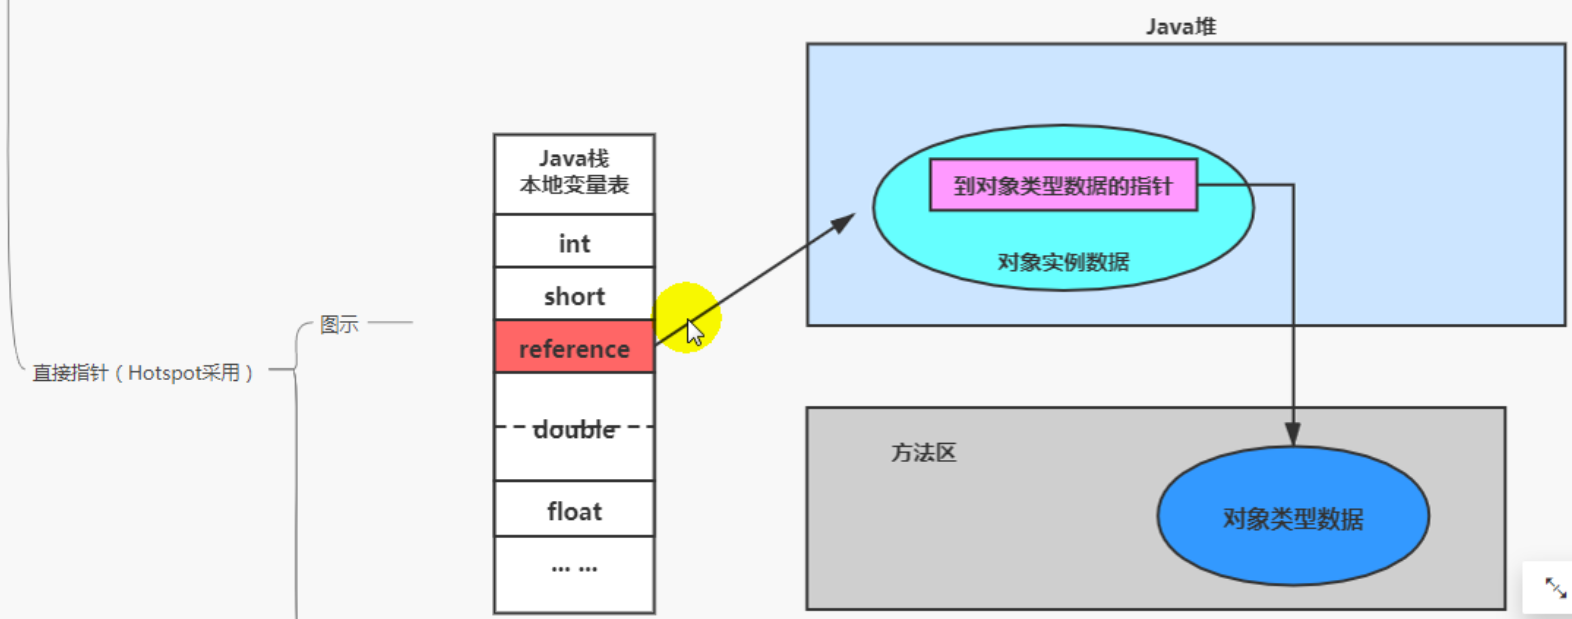 Java堆
Java栈
本地变量表
到对象类型数据的指针
int
对象实例数据
short
图示
reference
直接指针（Hotspot采用）
double
方法区
float
对象类型数据
... ...